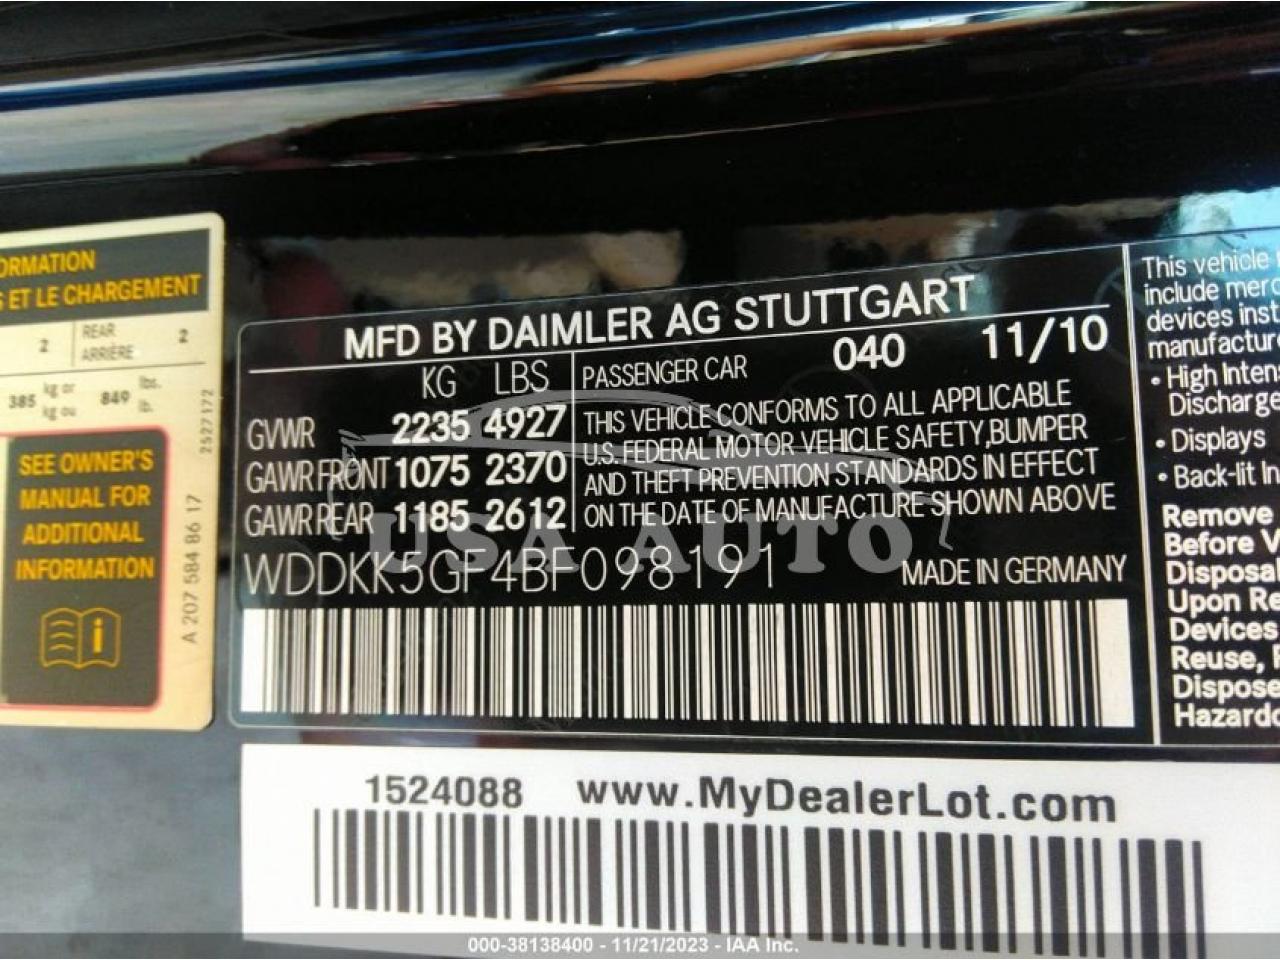 ORMATION
S ET LE CHARGEMENT
2
REAR
ARRIÈRE
2
385
kg or
kg ou
849
lbs.
lb.
SEE OWNER'S
MANUAL FOR
ADDITIONAL
INFORMATION
A 207 584 86 17
2527172
MFD BY DAIMLER AG STUTTGART
KG LBS
GVWR 2235 4927
GAWR FRONT 1075 2370
GAWR REAR 1185 2612
PASSENGER CAR 040 11/10
THIS VEHICLE CONFORMS TO ALL APPLICABLE
U.S. FEDERAL MOTOR VEHICLE SAFETY,BUMPER
AND THEFT PREVENTION STANDARDS IN EFFECT
ON THE DATE OF MANUFACTURE SHOWN ABOVE
WDDKK5GF4BF098191
MADE IN GERMANY
USA AUTO
This vehicle
include merc
devices inst
manufacture
• High Intens
Discharge
• Displays
• Back-lit In
Remove
Before V
Disposal
Upon Re
Devices
Reuse,
Dispose
Hazardo
1524088 www.MyDealerLot.com
000-38138400 - 11/21/2023 - IAA Inc.